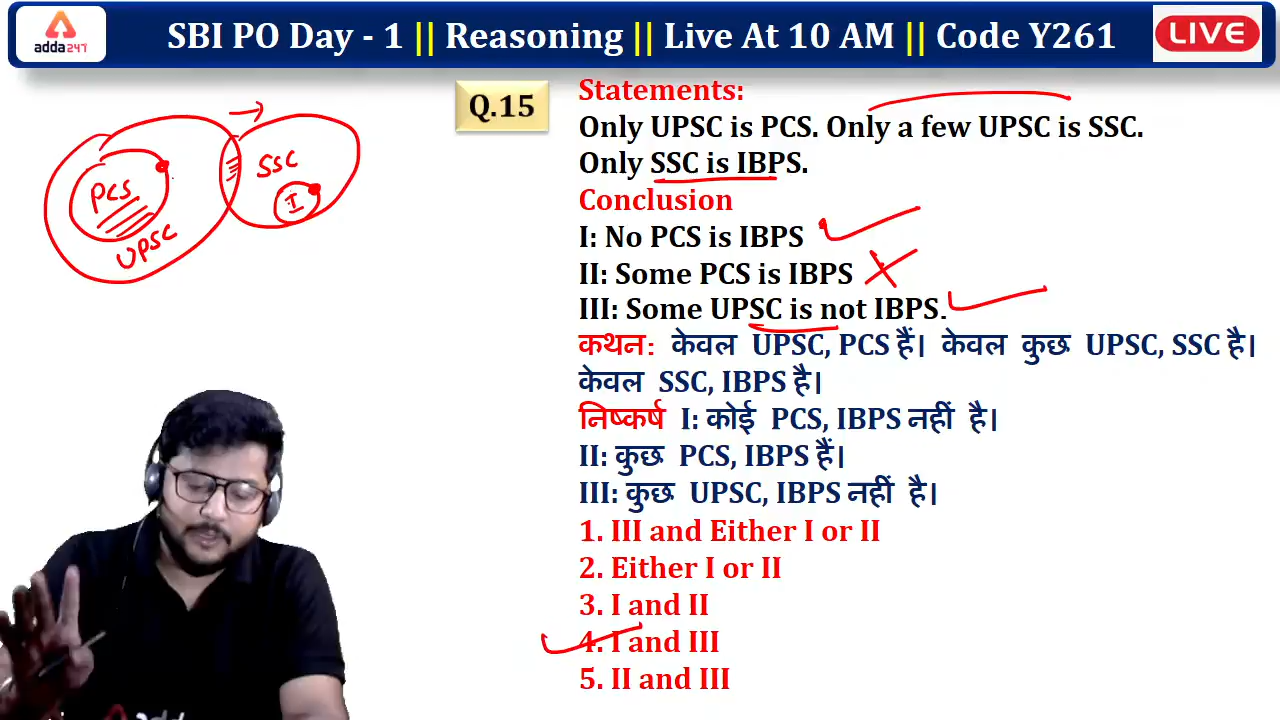 adda247
SBI PO Day - 1 || Reasoning || Live At 10 AM || Code Y261
LIVE
Q.15
Statements:
Only UPSC is PCS. Only a few UPSC is SSC.
Only SSC is IBPS.
Conclusion
I: No PCS is IBPS
II: Some PCS is IBPS
III: Some UPSC is not IBPS.
कथन: केवल UPSC, PCS हैं। केवल कुछ UPSC, SSC है।
केवल SSC, IBPS है।
निष्कर्ष I: कोई PCS, IBPS नहीं है।
II: कुछ PCS, IBPS हैं।
III: कुछ UPSC, IBPS नहीं है।
1. III and Either I or II
2. Either I or II
3. I and II
4. I and III
5. II and III
PCS
UPSC
SSC
I